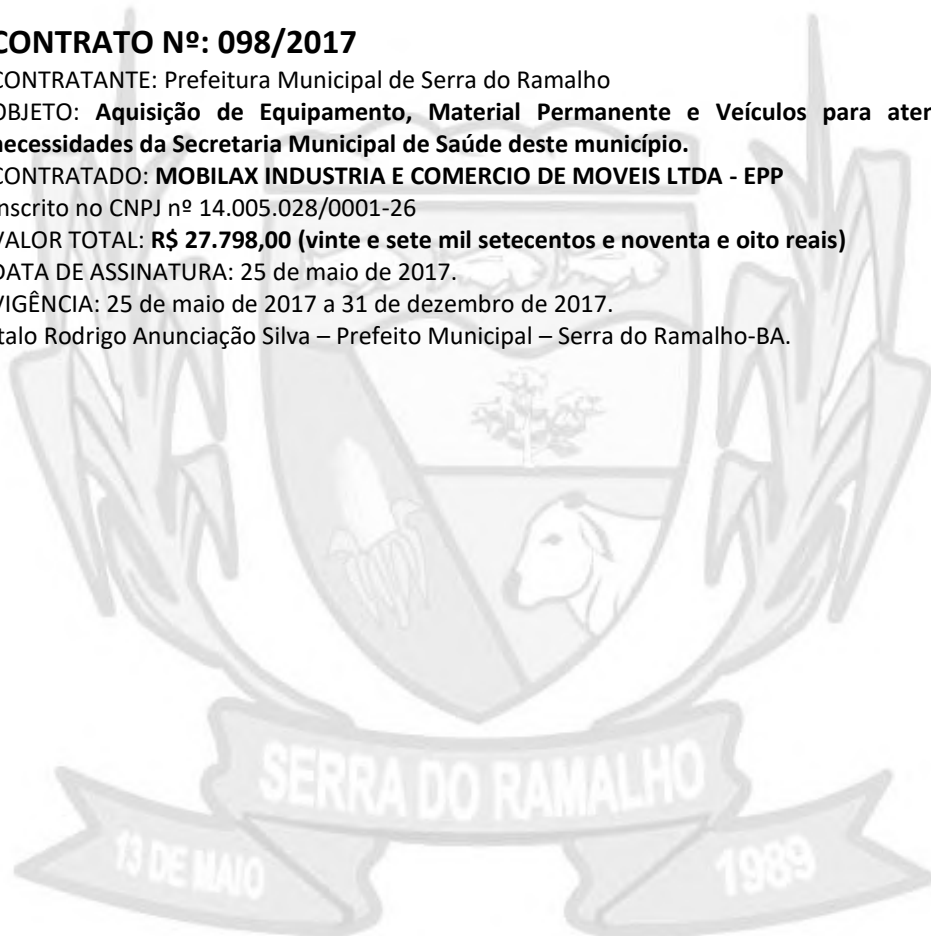 CONTRATO Nº: 098/2017
CONTRATANTE: Prefeitura Municipal de Serra do Ramalho
OBJETO: Aquisição de Equipamento, Material Permanente e Veículos para aten
necessidades da Secretaria Municipal de Saúde deste município.
CONTRATADO: MOBILAX INDUSTRIA E COMERCIO DE MOVEIS LTDA - EPP
nscrito no CNPJ nº 14.005.028/0001-26
VALOR TOTAL: R$ 27.798,00 (vinte e sete mil setecentos e noventa e oito reais)
DATA DE ASSINATURA: 25 de maio de 2017.
VIGÊNCIA: 25 de maio de 2017 a 31 de dezembro de 2017.
talo Rodrigo Anunciação Silva – Prefeito Municipal – Serra do Ramalho-BA.
SERRA DO RAMALHO
13 DE MAIO 1989